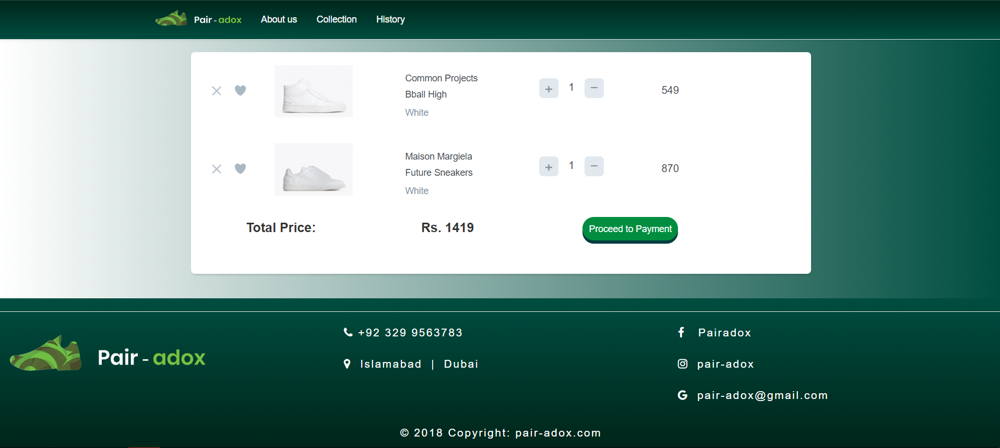 Pair - adox About us Collection History
Common Projects
Bball High
White
1
549
Maison Margiela
Future Sneakers
White
1
870
Total Price: Rs. 1419 Proceed to Payment
Pair - adox
+92 329 9563783
Islamabad | Dubai
Pairadox
pair-adox
pair-adox@gmail.com
© 2018 Copyright: pair-adox.com